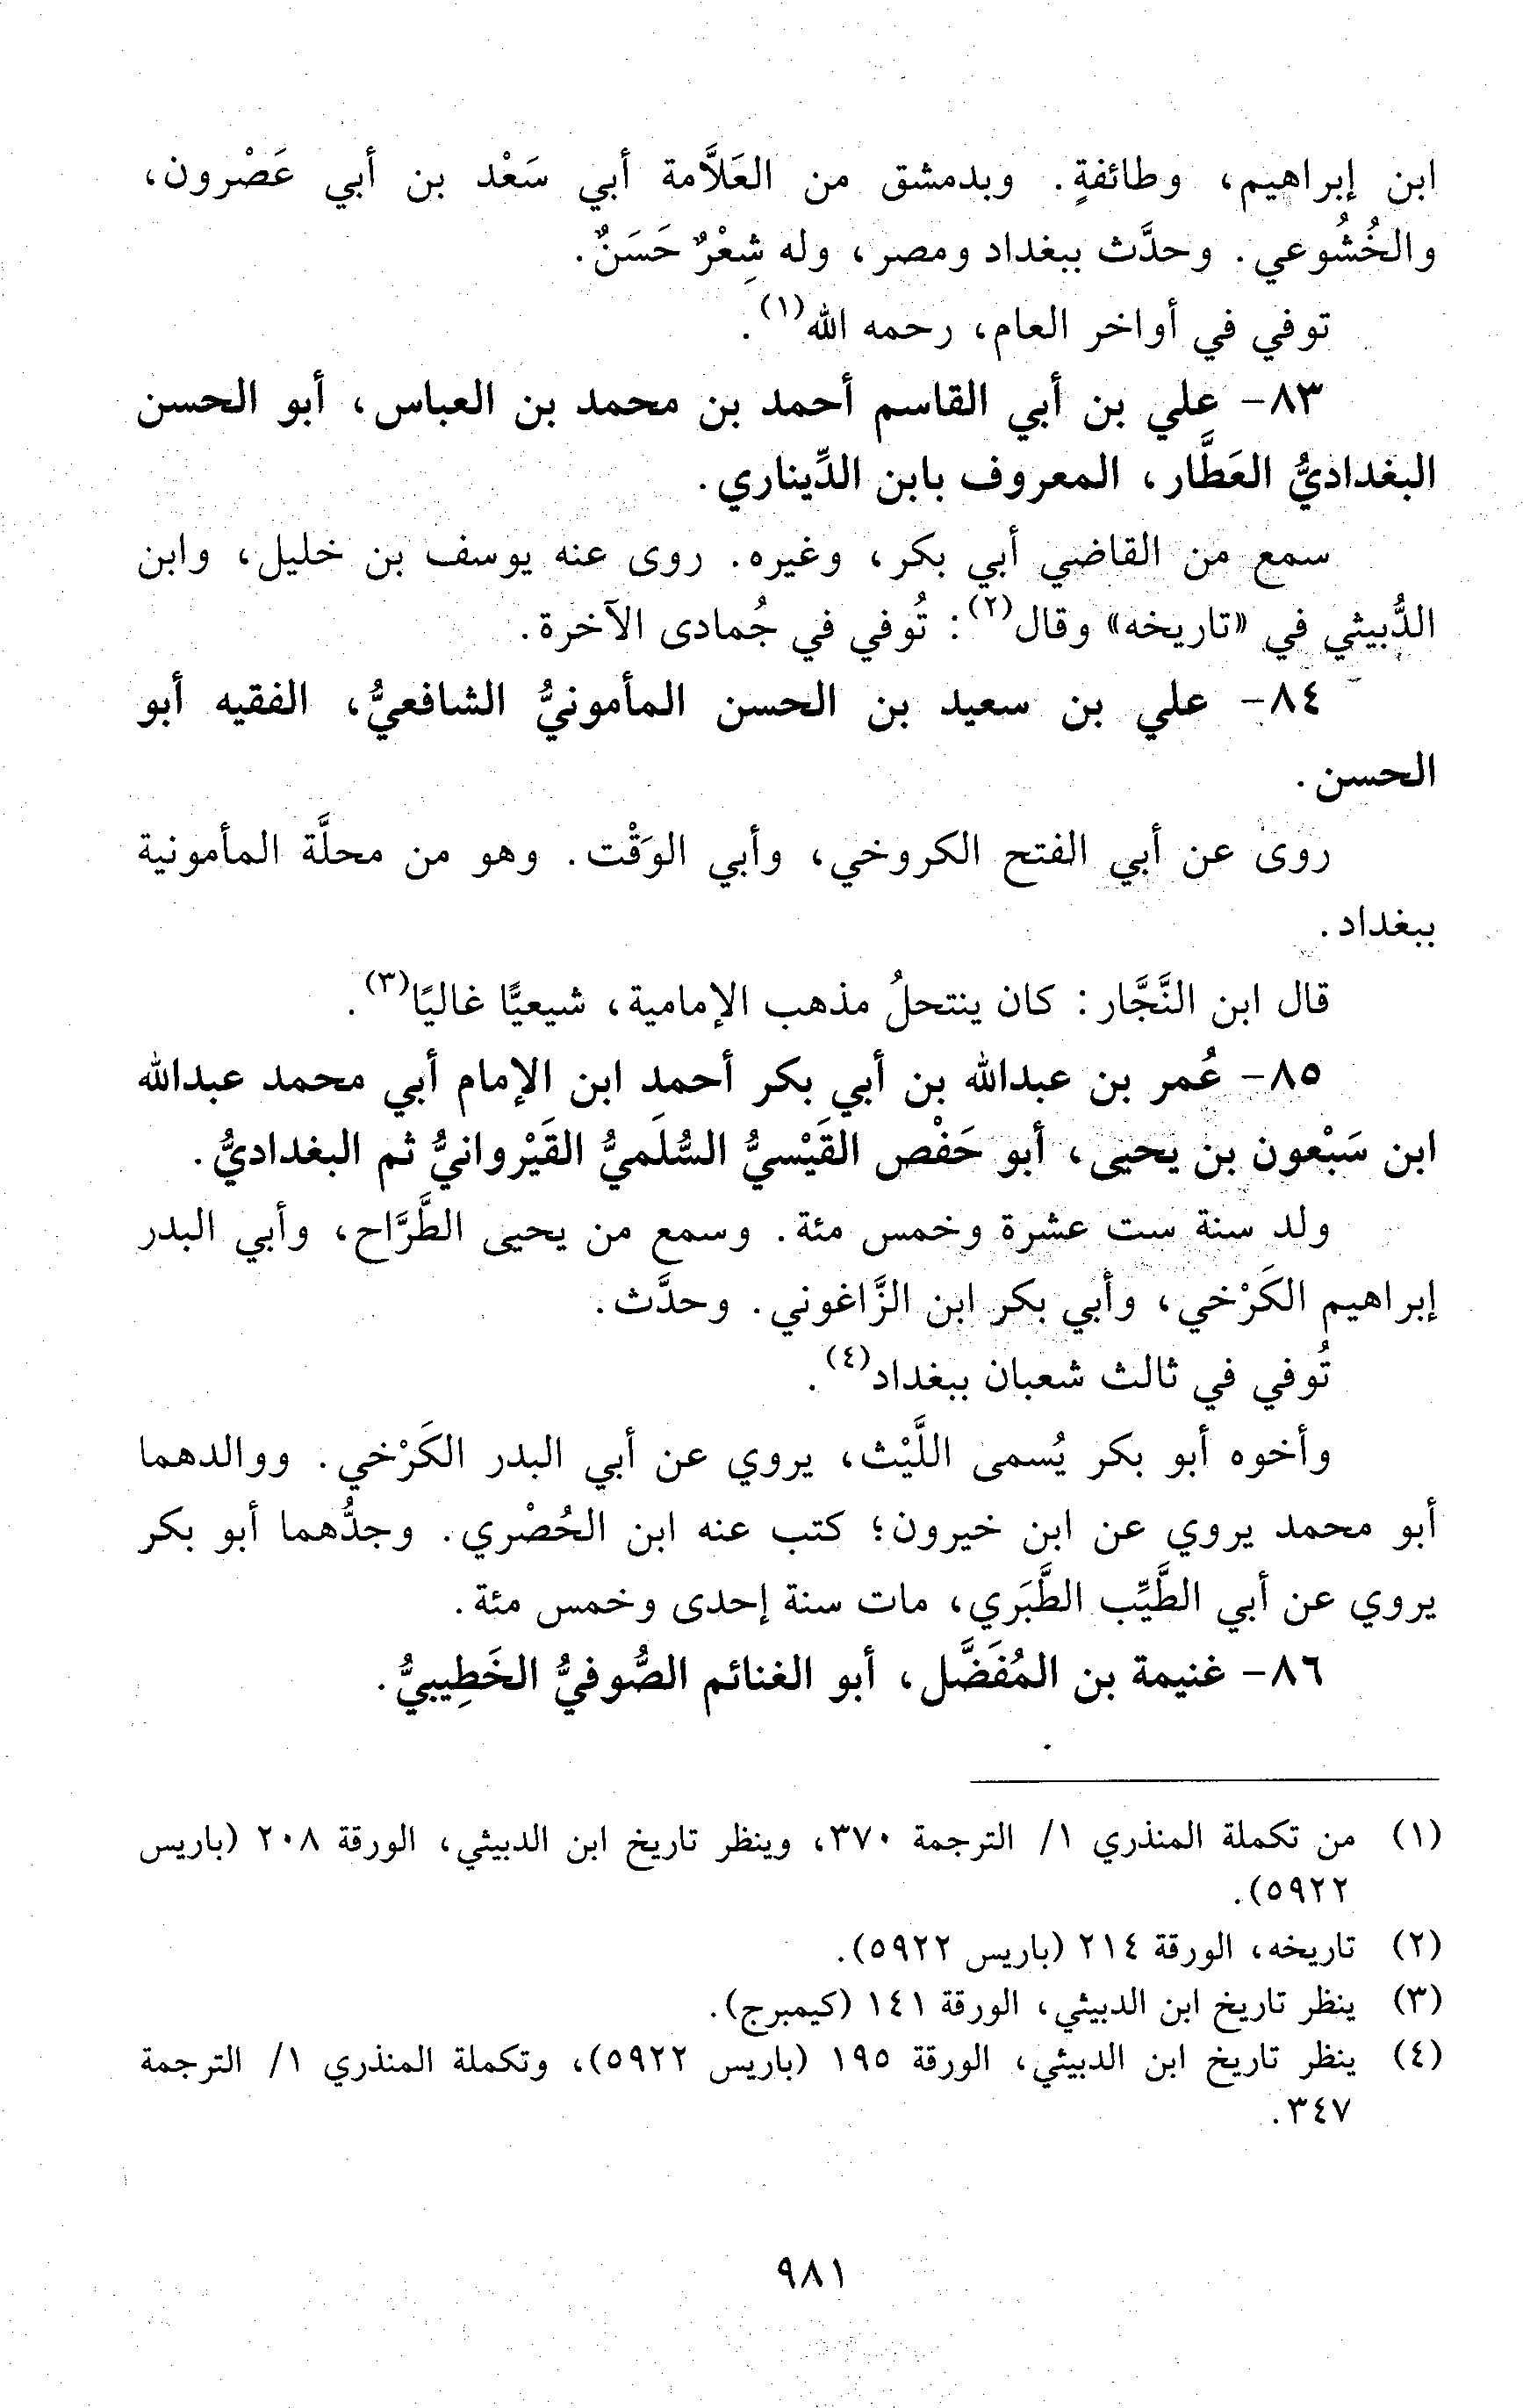 ابن إبراهيم، وطائفةٍ. وبدمشق من العَلاَّمة أبي سَعْد بن أبي عَصْرون،
والخُشُوعي. وحدَّث ببغداد ومصر، وله شِعْرٌ حَسَنٌ.
توفي في أواخر العام، رحمه الله(١).
٨٣- علي بن أبي القاسم أحمد بن محمد بن العباس، أبو الحسن
البغداديُّ العَطَّار، المعروف بابن الدِّيناري.
سمع من القاضي أبي بكر، وغيره. روى عنه يوسف بن خليل، وابن
الدُّبيثي في «تاريخه» وقال(٢): تُوفي في جُمادى الآخرة.
٨٤- علي بن سعيد بن الحسن المأمونيُّ الشافعيُّ، الفقيه أبو
الحسن.
روى عن أبي الفتح الكروخي، وأبي الوَقْت. وهو من محلَّة المأمونية
ببغداد.
قال ابن النَّجَّار: كان ينتحلُ مذهب الإمامية، شيعيًّا غاليًا(٣).
٨٥- عُمر بن عبدالله بن أبي بكر أحمد ابن الإمام أبي محمد عبدالله
ابن سَبْعون بن يحيى، أبو حَفْص القَيْسيُّ السُّلَميُّ القَيْروانيُّ ثم البغداديُّ.
ولد سنة ست عشرة وخمس مئة. وسمع من يحيى الطَّرَّاح، وأبي البدر
إبراهيم الكَرْخي، وأبي بكر ابن الزَّاغوني. وحدَّث.
تُوفي في ثالث شعبان ببغداد(٤).
وأخوه أبو بكر يُسمى اللَّيْث، يروي عن أبي البدر الكَرْخي. ووالدهما
أبو محمد يروي عن ابن خيرون؛ كتب عنه ابن الحُصْري. وجدُّهما أبو بكر
يروي عن أبي الطَّيِّب الطَّبَري، مات سنة إحدى وخمس مئة.
٨٦- غنيمة بن المُفَضَّل، أبو الغنائم الصُّوفيُّ الخَطِيبيُّ.
(١) من تكملة المنذري ١/ الترجمة ٣٧٠، وينظر تاريخ ابن الدبيثي، الورقة ٢٠٨ (باريس
٥٩٢٢).
(٢) تاريخه، الورقة ٢١٤ (باريس ٥٩٢٢).
(٣) ينظر تاريخ ابن الدبيثي، الورقة ١٤١ (كيمبرج).
(٤) ينظر تاريخ ابن الدبيثي، الورقة ١٩٥ (باريس ٥٩٢٢)، وتكملة المنذري ١/ الترجمة
٣٤٧.
٩٨١